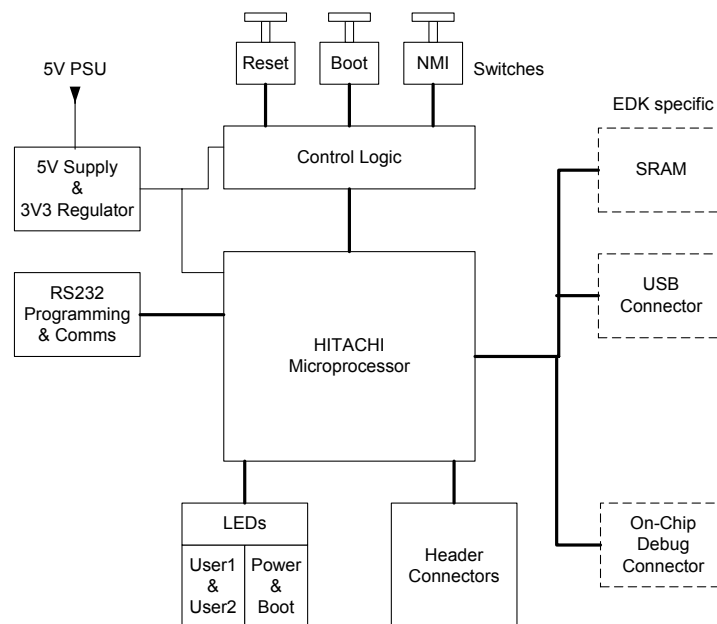 Reset
Boot
NMI
Switches
5V PSU
EDK specific
5V Supply
&
3V3 Regulator
Control Logic
SRAM
USB
Connector
RS232
Programming
& Comms
HITACHI
Microprocessor
LEDs
User1
&
User2
Power
&
Boot
Header
Connectors
On-Chip
Debug
Connector